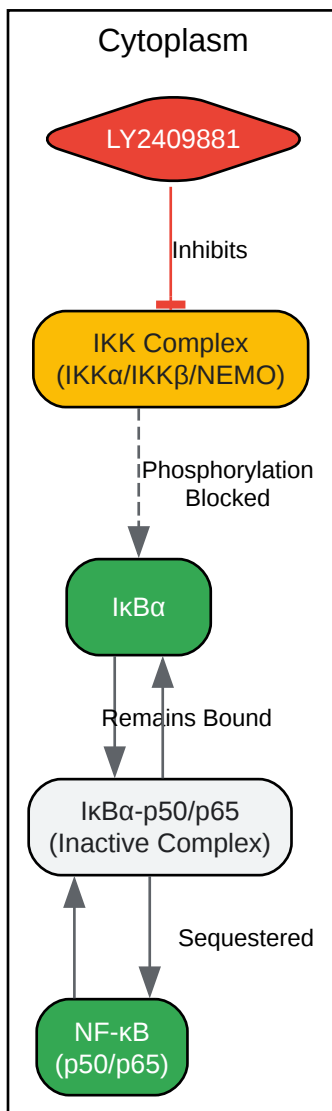 Cytoplasm
LY2409881
Inhibits
IKK Complex
(IKKα/IKKβ/NEMO)
Phosphorylation
Blocked
IκBα
Remains Bound
IκBα-p50/p65
(Inactive Complex)
Sequestered
NF-κB
(p50/p65)